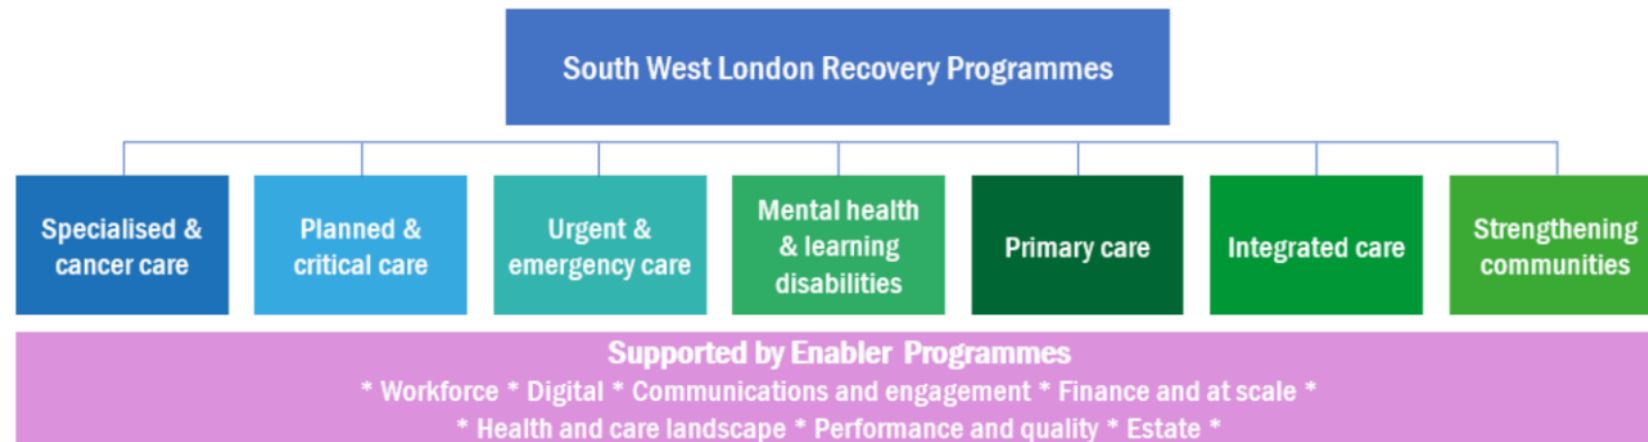 South West London Recovery Programmes
Specialised &
cancer care
Planned &
critical care
Urgent &
emergency care
Mental health
& learning
disabilities
Primary care
Integrated care
Strengthening
communities
Supported by Enabler Programmes
* Workforce * Digital * Communications and engagement * Finance and at scale *
* Health and care landscape * Performance and quality * Estate *